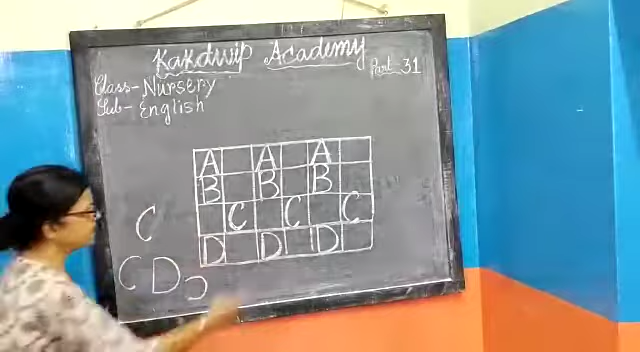 Kakdwip Academy
Part-31
Class- Nursery
Sub- English
A A A
B B B
C C C
D D D
C
C D